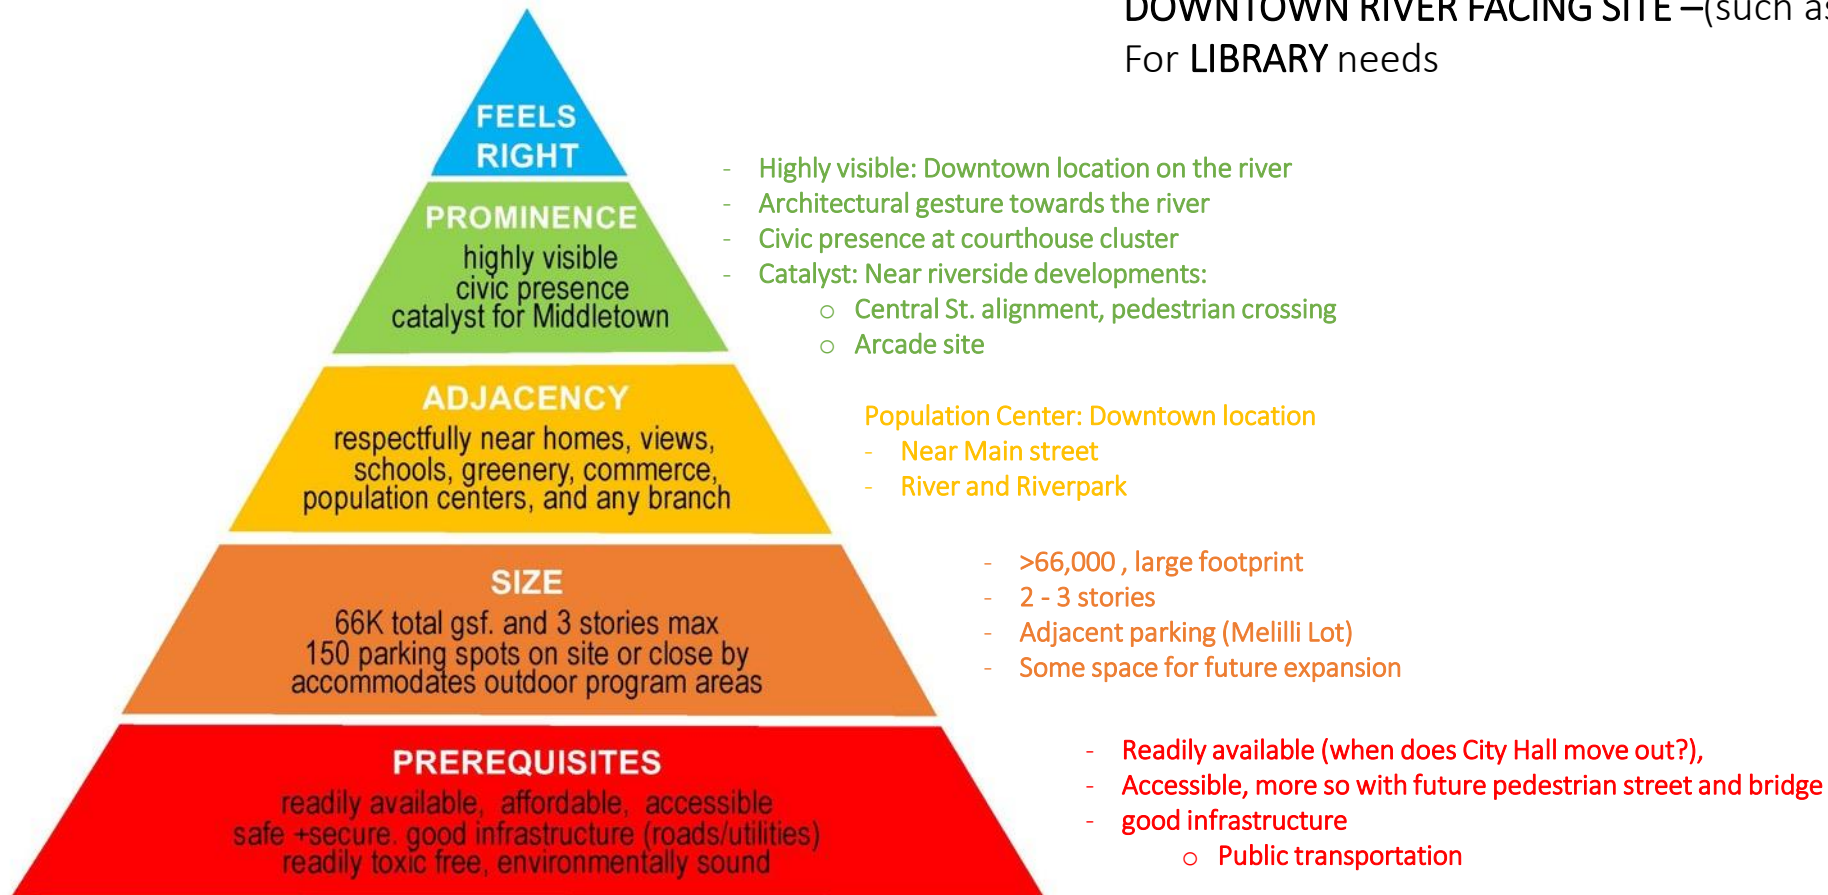 DOWNTOWN RIVER FACING SITE –(such as
For LIBRARY needs
FEELS
RIGHT
PROMINENCE
highly visible
civic presence
catalyst for Middletown
- Highly visible: Downtown location on the river
- Architectural gesture towards the river
- Civic presence at courthouse cluster
- Catalyst: Near riverside developments:
o Central St. alignment, pedestrian crossing
o Arcade site
ADJACENCY
respectfully near homes, views,
schools, greenery, commerce,
population centers, and any branch
Population Center: Downtown location
- Near Main street
- River and Riverpark
SIZE
66K total gsf. and 3 stories max
150 parking spots on site or close by
accommodates outdoor program areas
- >66,000 , large footprint
- 2 - 3 stories
- Adjacent parking (Melilli Lot)
- Some space for future expansion
PREREQUISITES
readily available, affordable, accessible
safe +secure. good infrastructure (roads/utilities)
readily toxic free, environmentally sound
- Readily available (when does City Hall move out?),
- Accessible, more so with future pedestrian street and bridge
- good infrastructure
o Public transportation